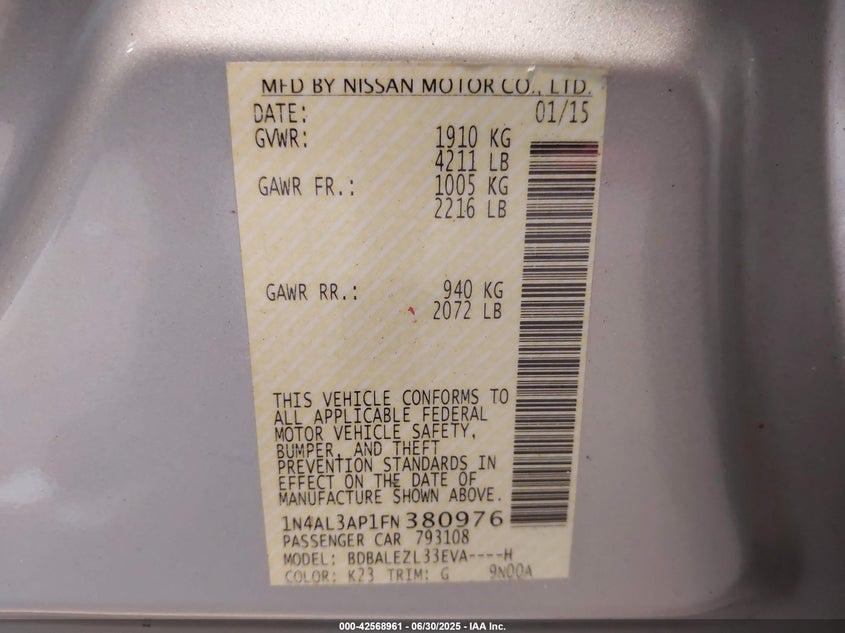 MFD BY NISSAN MOTOR CO., LTD.
DATE: 01/15
GVWR: 1910 KG
4211 LB
GAWR FR.: 1005 KG
2216 LB
GAWR RR.: 940 KG
2072 LB
THIS VEHICLE CONFORMS TO
ALL APPLICABLE FEDERAL
MOTOR VEHICLE SAFETY,
BUMPER, AND THEFT
PREVENTION STANDARDS IN
EFFECT ON THE DATE OF
MANUFACTURE SHOWN ABOVE.
1N4AL3AP1FN380976
PASSENGER CAR 793108
MODEL: BDBALEZL33EVA----H
COLOR: K23 TRIM: G 9N00A
000-42568961 - 06/30/2025 - IAA Inc.